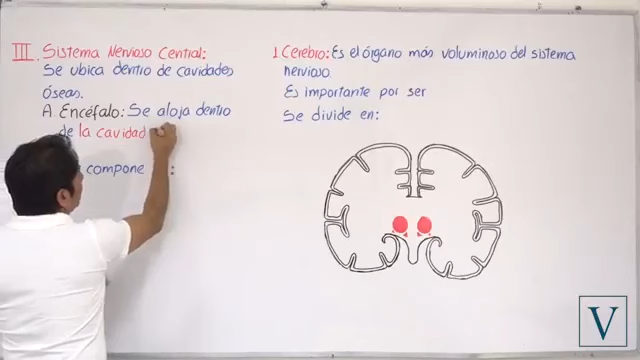 III. Sistema Nervioso Central:
Se ubica dentro de cavidades
óseas.
A. Encéfalo: Se aloja dentro
de la cavidad
compone :
1. Cerebro: Es el órgano más voluminoso del sistema
nervioso.
Es importante por ser
Se divide en:
V